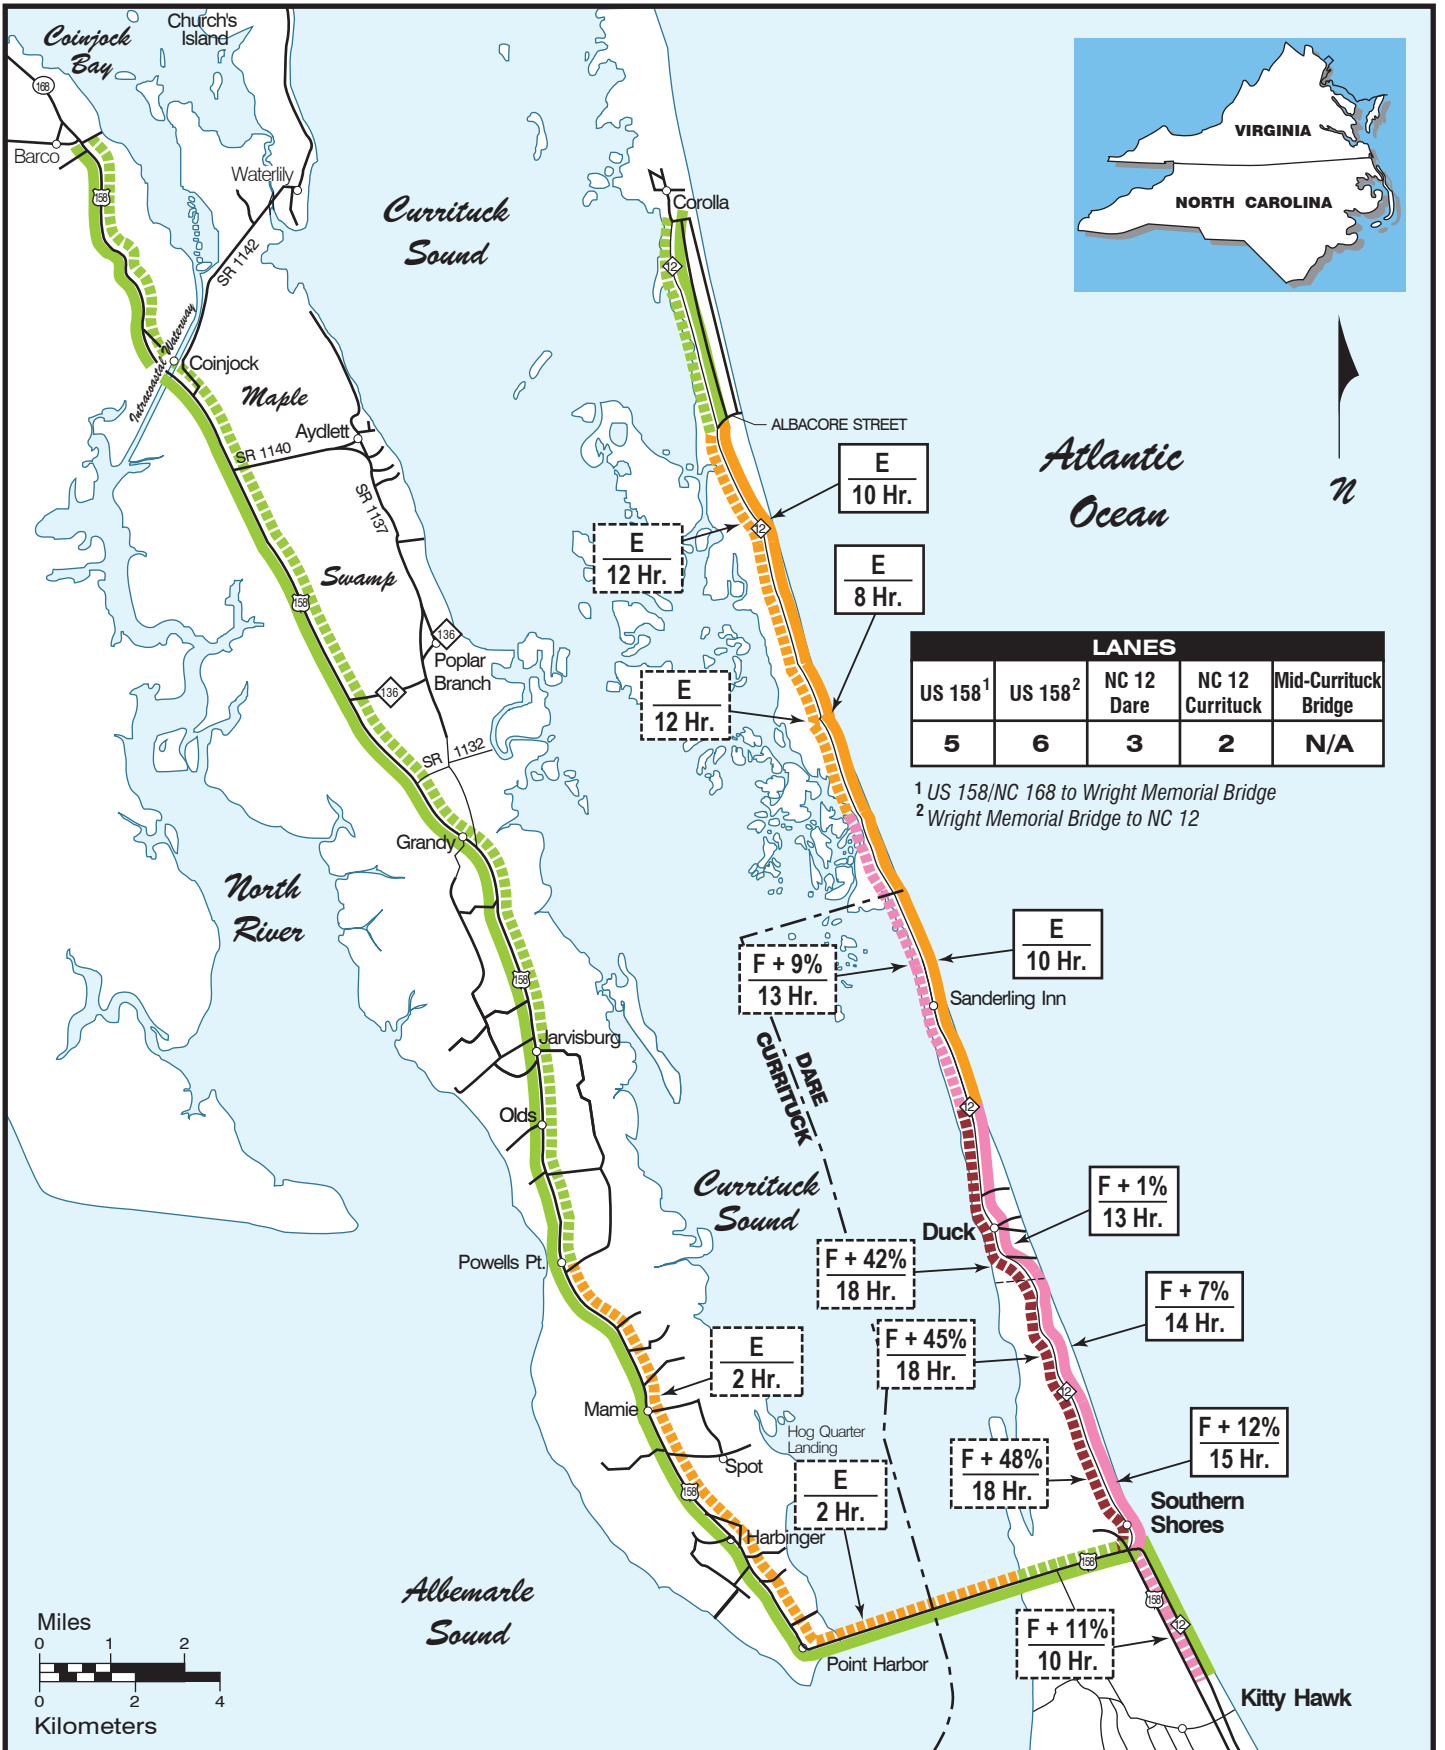 Coinjock
Bay
Church's
Island
168
Barco
158
Waterlily
SR 1142
Currituck
Sound
Corolla
12
VIRGINIA
NORTH CAROLINA
Intracoastal Waterway
Coinjock
Maple
Aydlett
SR 1140
SR 1137
ALBACORE STREET
Atlantic
Ocean
N
E
10 Hr.
12
E
12 Hr.
E
8 Hr.
Swamp
158
136
Poplar
Branch
136
E
12 Hr.
LANES
US 158¹
US 158²
NC 12
Dare
NC 12
Currituck
Mid-Currituck
Bridge
5
6
3
2
N/A
¹ US 158/NC 168 to Wright Memorial Bridge
² Wright Memorial Bridge to NC 12
SR 1132
Grandy
North
River
E
10 Hr.
F + 9%
13 Hr.
158
Sanderling Inn
Jarvisburg
DARE
CURRITUCK
Olds
12
Currituck
Sound
F + 1%
13 Hr.
Duck
Powells Pt.
F + 42%
18 Hr.
F + 7%
14 Hr.
E
2 Hr.
F + 45%
18 Hr.
12
Mamie
Hog Quarter
Landing
F + 12%
15 Hr.
Spot
F + 48%
18 Hr.
E
2 Hr.
158
Southern
Shores
Harbinger
158
Albemarle
Sound
158
12
F + 11%
10 Hr.
Point Harbor
Kitty Hawk
Miles
0 1 2
0 2 4
Kilometers